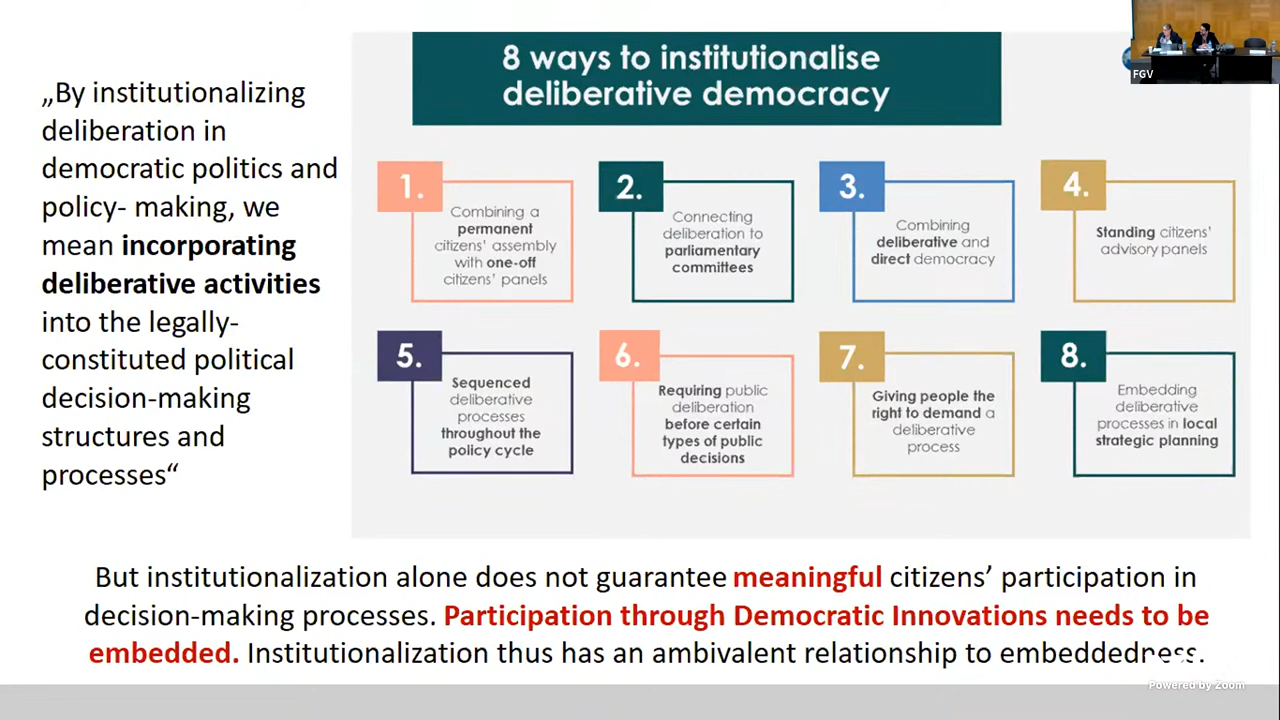 „By institutionalizing
deliberation in
democratic politics and
policy- making, we
mean incorporating
deliberative activities
into the legally-
constituted political
decision-making
structures and
processes“
8 ways to institutionalise
deliberative democracy
1.
Combining a
permanent
citizens’ assembly
with one-off
citizens’ panels
2.
Connecting
deliberation to
parliamentary
committees
3.
Combining
deliberative and
direct democracy
4.
Standing citizens’
advisory panels
5.
Sequenced
deliberative
processes
throughout the
policy cycle
6.
Requiring public
deliberation
before certain
types of public
decisions
7.
Giving people the
right to demand a
deliberative
process
8.
Embedding
deliberative
processes in local
strategic planning
But institutionalization alone does not guarantee meaningful citizens’ participation in
decision-making processes. Participation through Democratic Innovations needs to be
embedded. Institutionalization thus has an ambivalent relationship to embeddedness.
FGV
Powered by Zoom